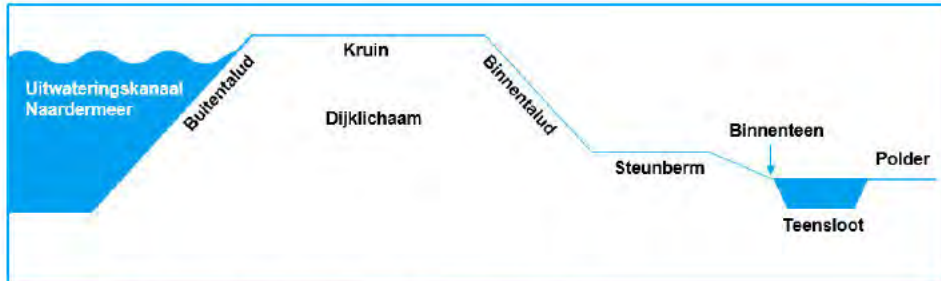 Uitwateringskanaal
Naardermeer
Buitentalud
Kruin
Dijklichaam
Binnentalud
Steunberm
Binnenteen
Polder
Teensloot